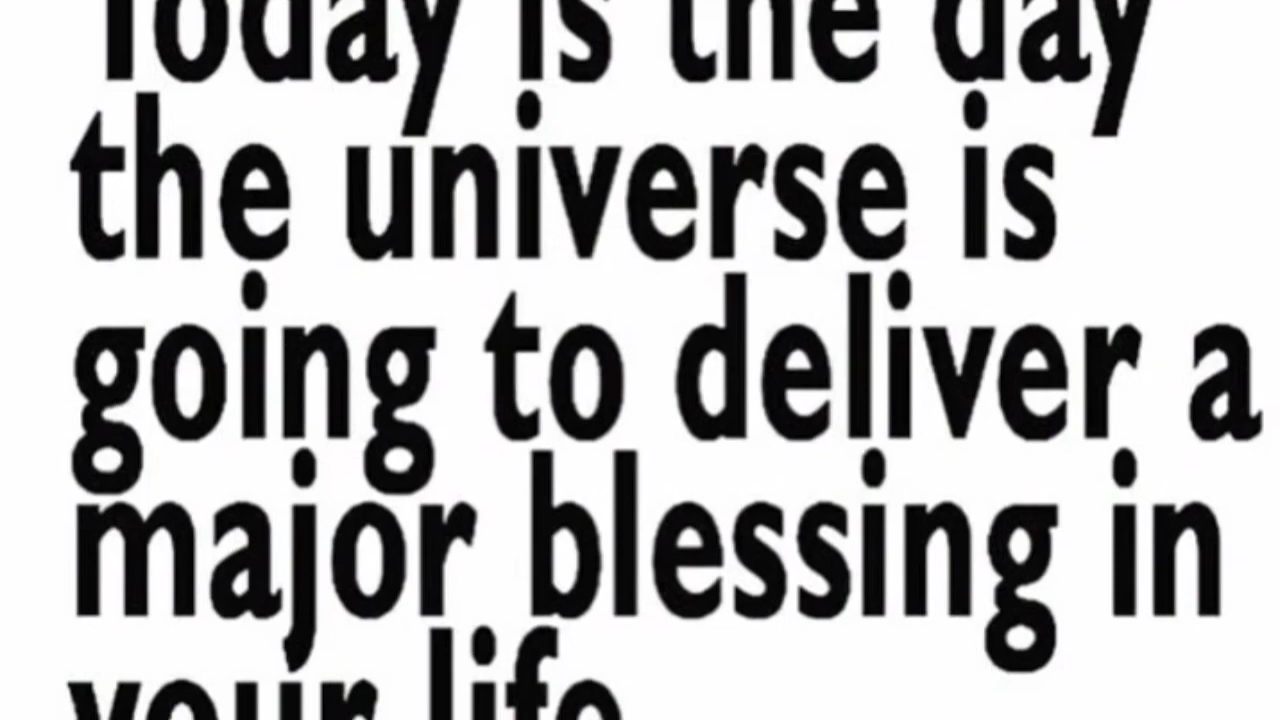 Today is the day
the universe is
going to deliver a
major blessing in
your life